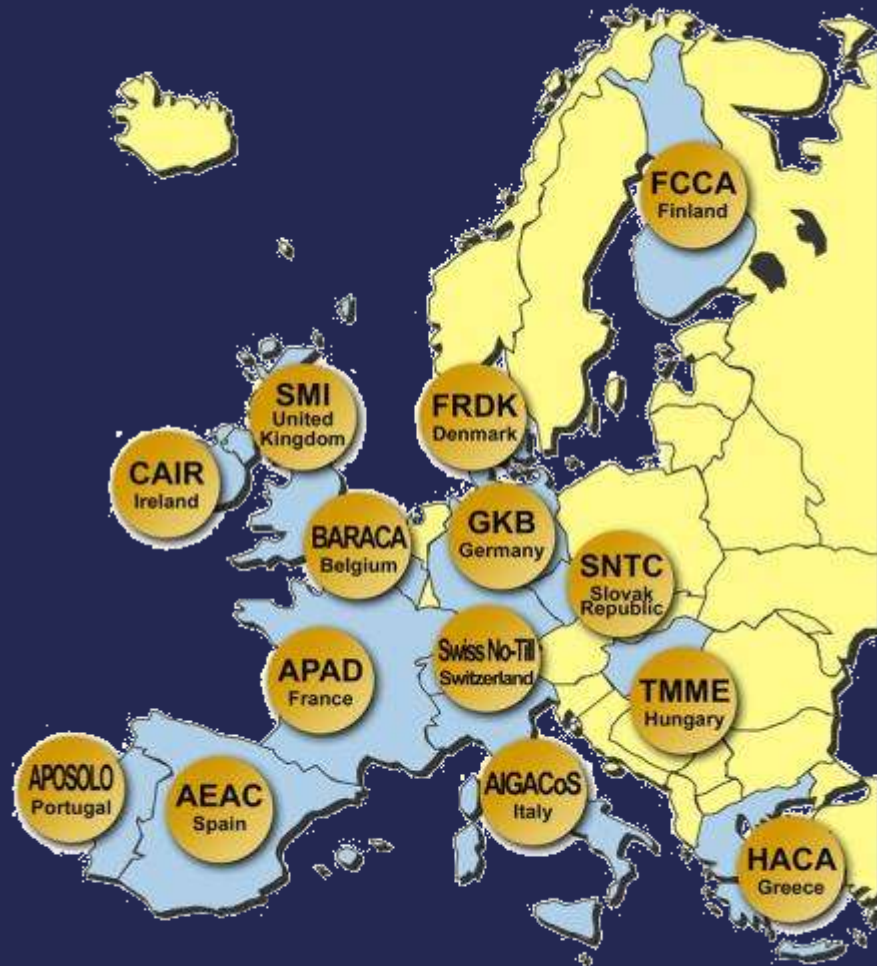 FCCA
Finland
SMI
United
Kingdom
FRDK
Denmark
CAIR
Ireland
BARACA
Belgium
GKB
Germany
SNTC
Slovak
Republic
APAD
France
Swiss No-Till
Switzerland
TMME
Hungary
APOSOLO
Portugal
AEAC
Spain
AIGACoS
Italy
HACA
Greece